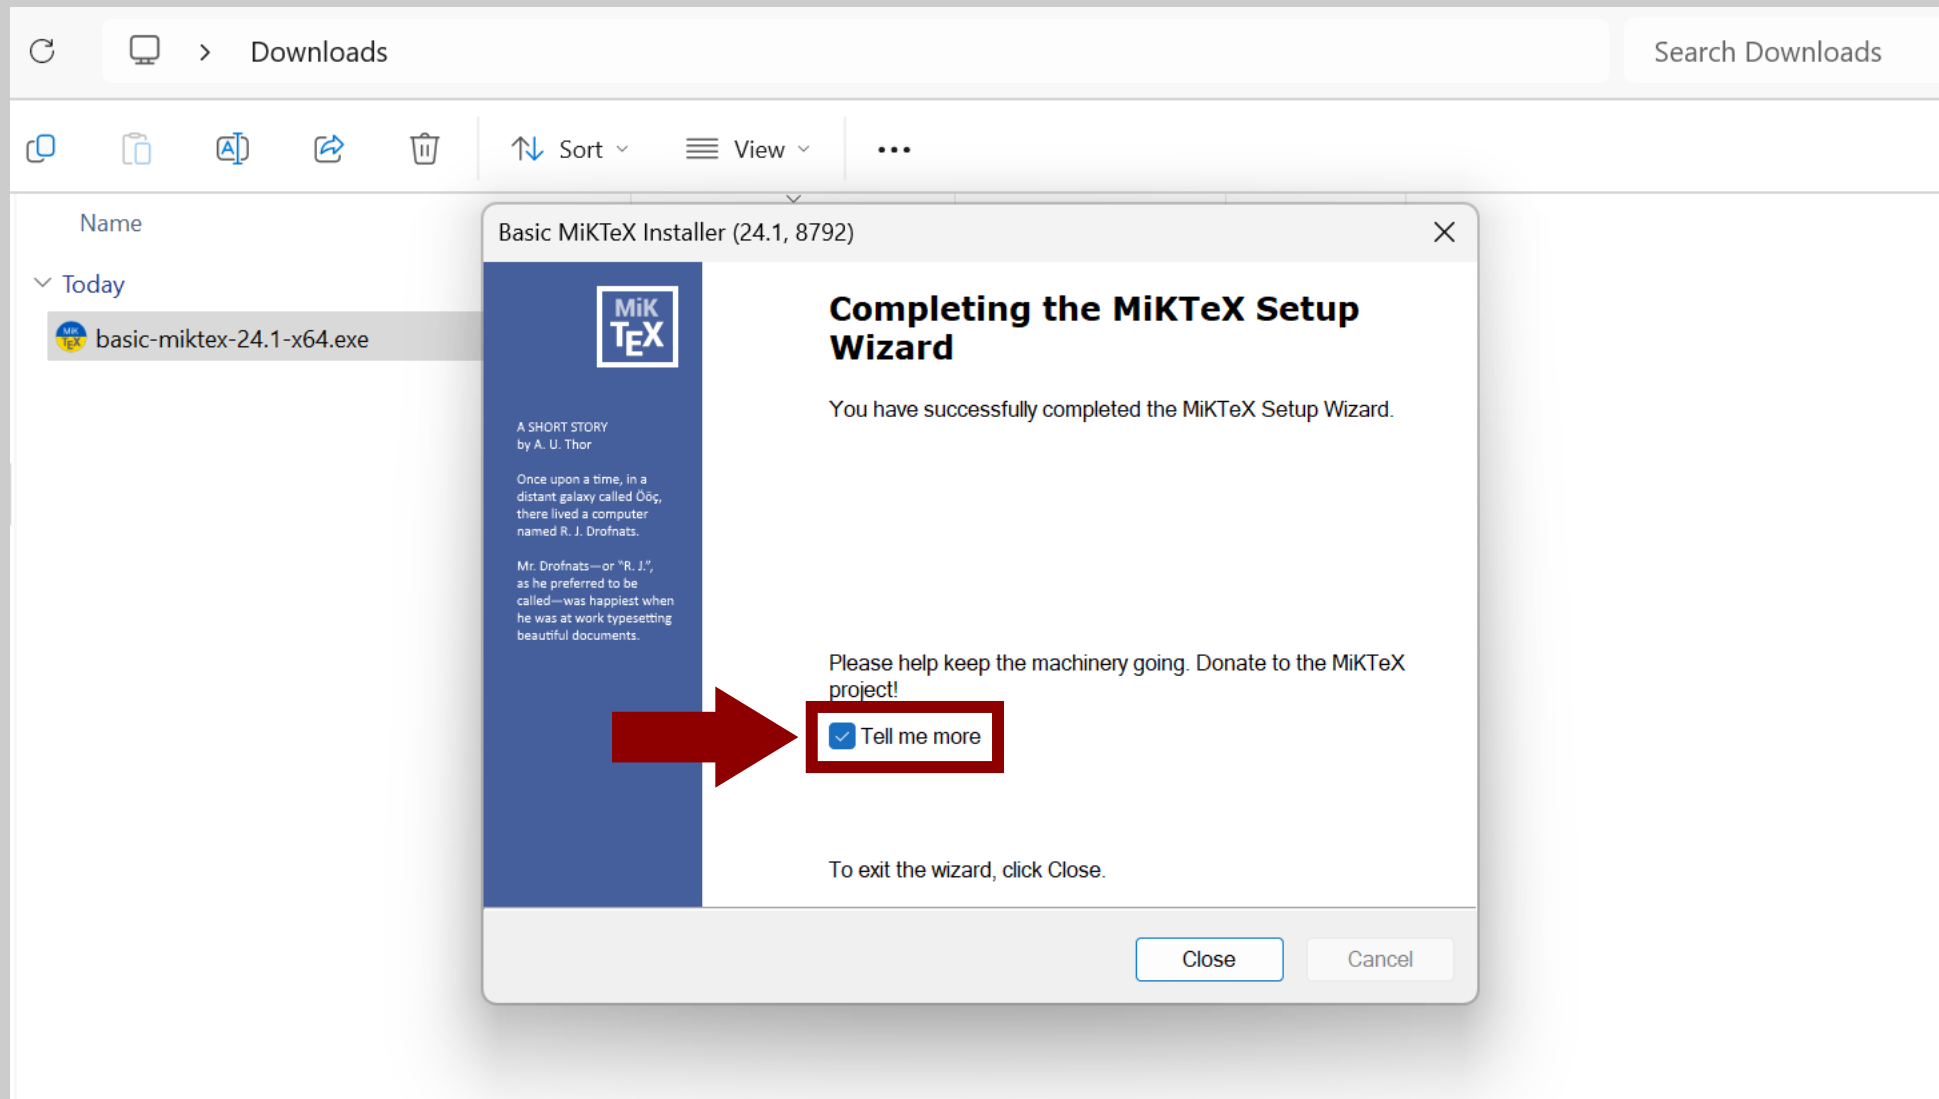 Downloads
Search Downloads
Sort
View
Name
Today
basic-miktex-24.1-x64.exe
Basic MiKTeX Installer (24.1, 8792)
MiK
TEX
A SHORT STORY
by A. U. Thor
Once upon a time, in a
distant galaxy called Ööç,
there lived a computer
named R. J. Drofnats.
Mr. Drofnats—or “R. J.”,
as he preferred to be
called—was happiest when
he was at work typesetting
beautiful documents.
Completing the MiKTeX Setup
Wizard
You have successfully completed the MiKTeX Setup Wizard.
Please help keep the machinery going. Donate to the MiKTeX
project!
Tell me more
To exit the wizard, click Close.
Close
Cancel